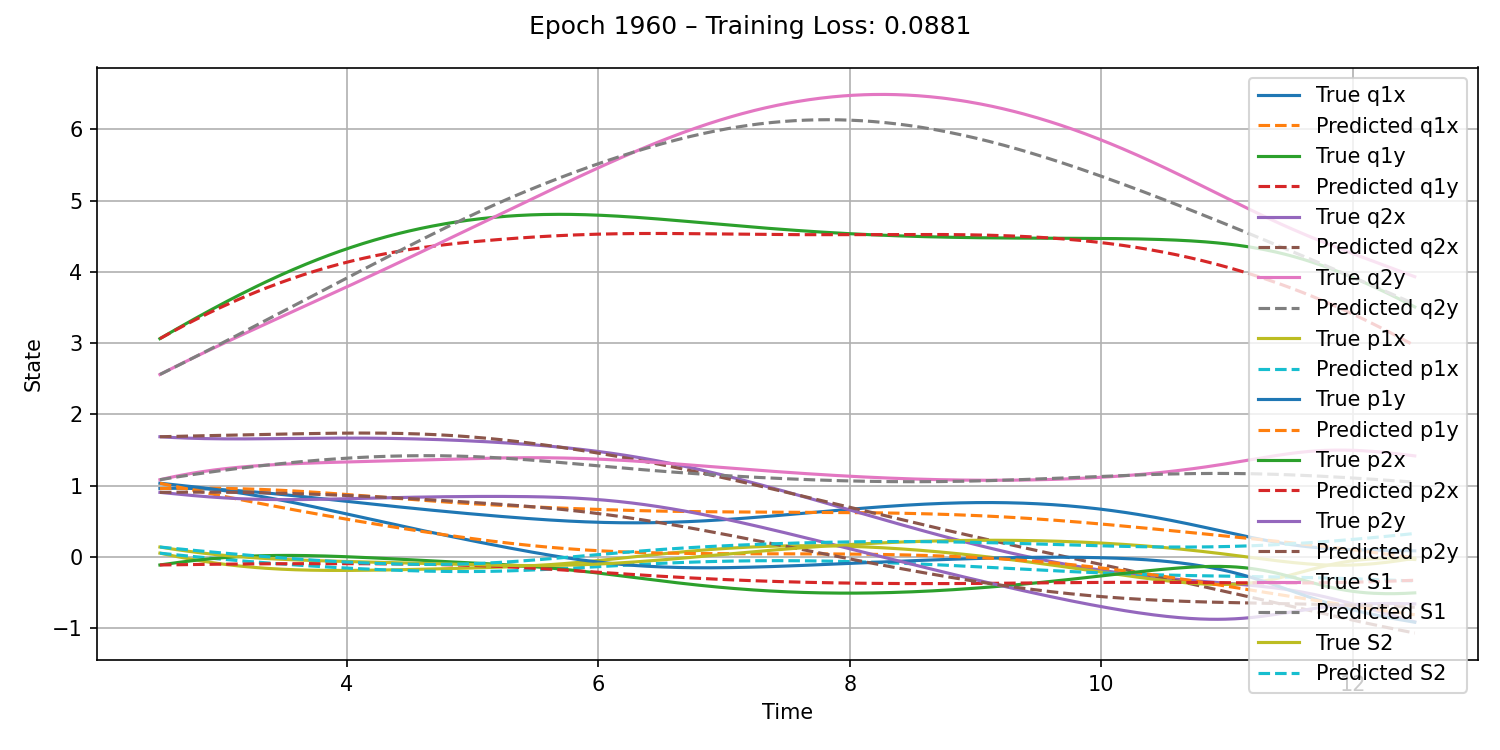 Epoch 1960 – Training Loss: 0.0881
State
6
5
4
3
2
1
0
−1
4
6
8
10
12
Time
True q1x
Predicted q1x
True q1y
Predicted q1y
True q2x
Predicted q2x
True q2y
Predicted q2y
True p1x
Predicted p1x
True p1y
Predicted p1y
True p2x
Predicted p2x
True p2y
Predicted p2y
True S1
Predicted S1
True S2
Predicted S2